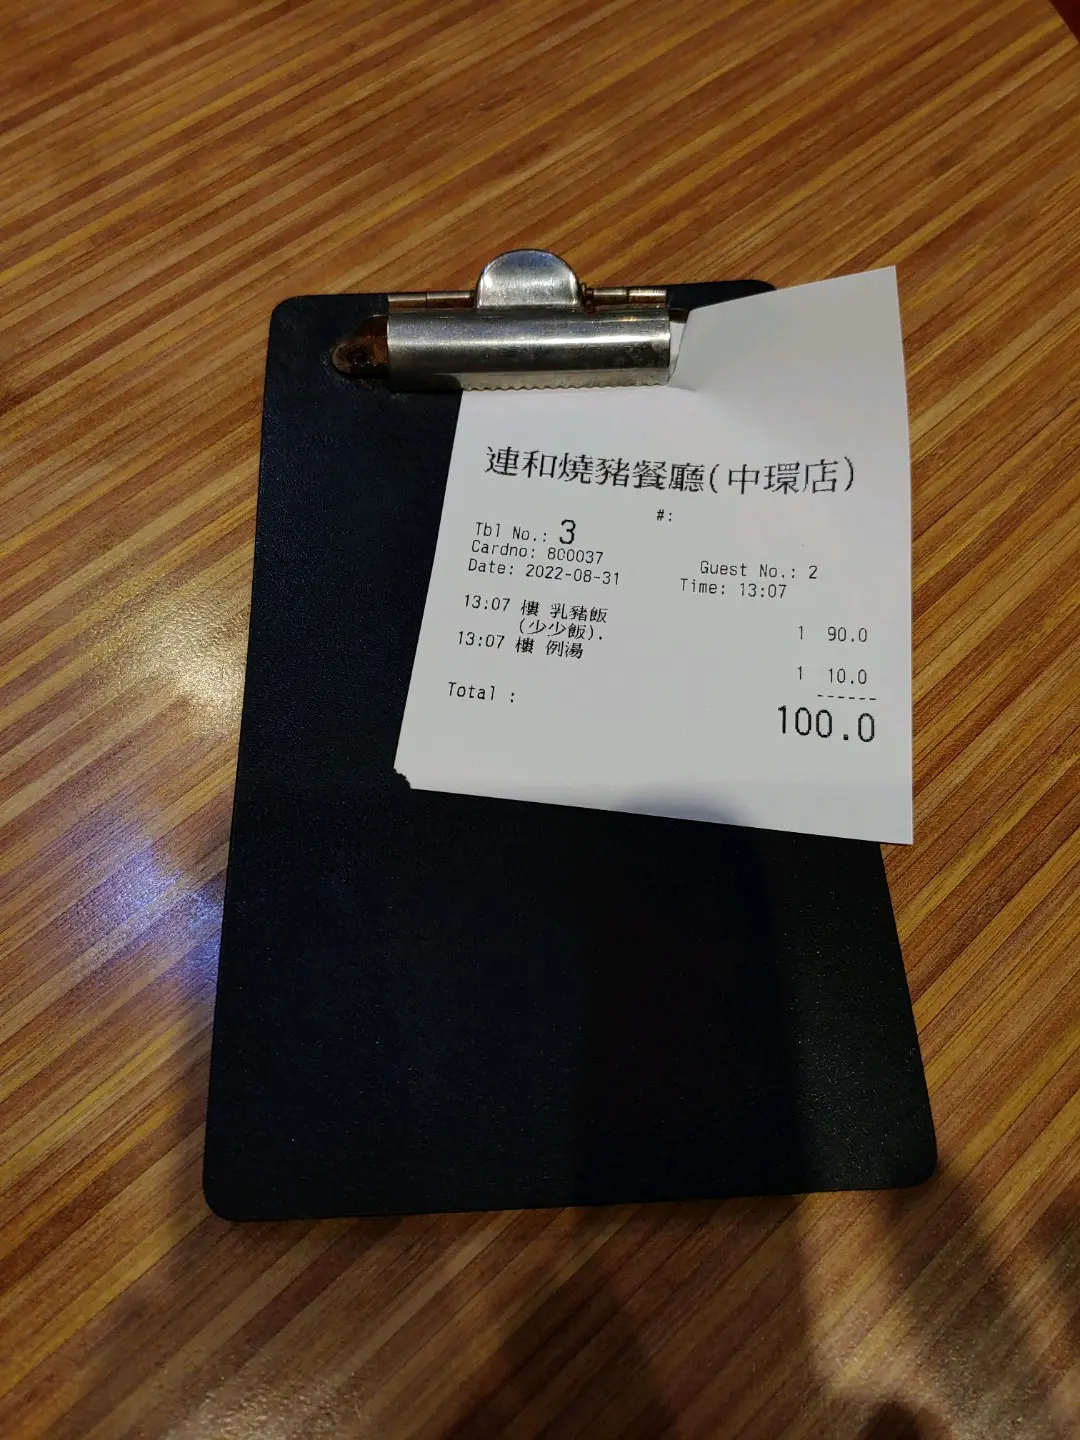 連和燒豬餐廳(中環店)
#:
Tbl No.: 3
Cardno: 800037 Guest No.: 2
Date: 2022-08-31 Time: 13:07
13:07 樓 乳豬飯 1 90.0
(少少飯).
13:07 樓 例湯 1 10.0
------
Total : 100.0